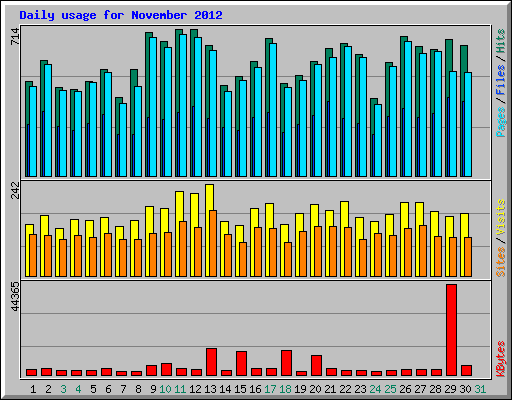 Daily usage for November 2012
714
Pages / Files / Hits
242
Sites / Visits
44365
KBytes
1 2 3 4 5 6 7 8 9 10 11 12 13 14 15 16 17 18 19 20 21 22 23 24 25 26 27 28 29 30 31